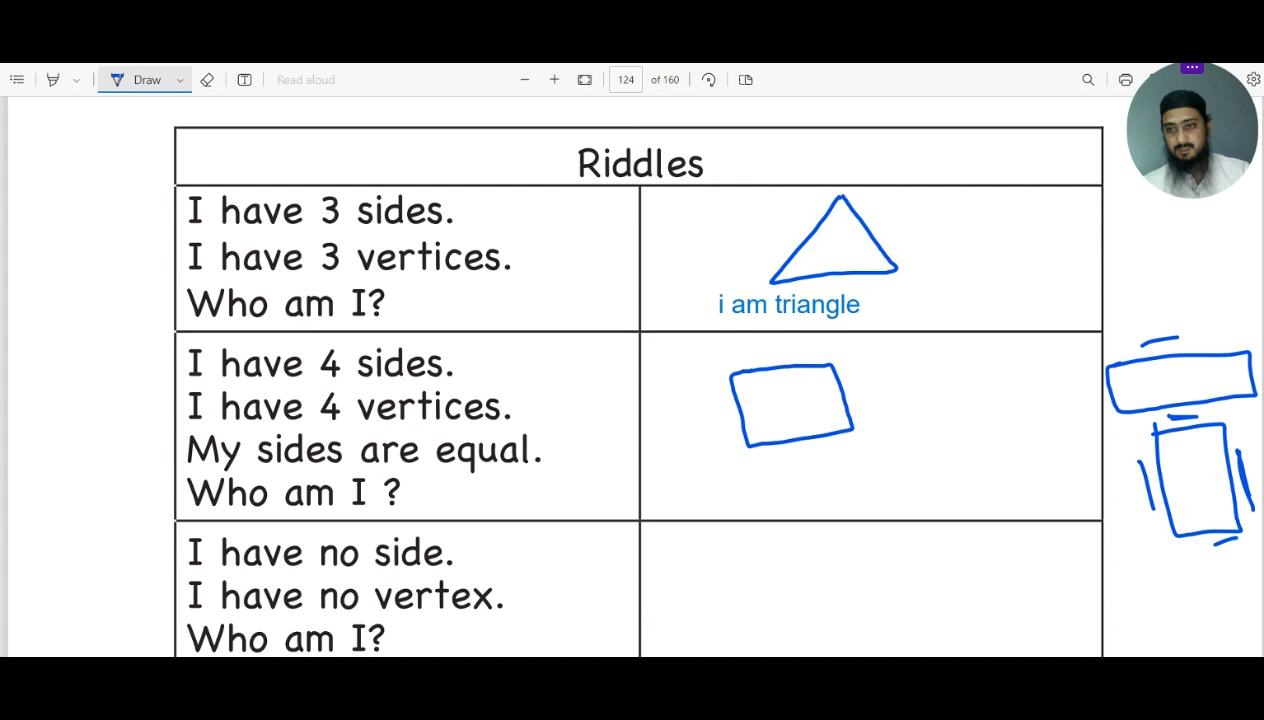 Draw
Read aloud
124 of 160
Riddles
I have 3 sides.
I have 3 vertices.
Who am I?
i am triangle
I have 4 sides.
I have 4 vertices.
My sides are equal.
Who am I ?
I have no side.
I have no vertex.
Who am I?